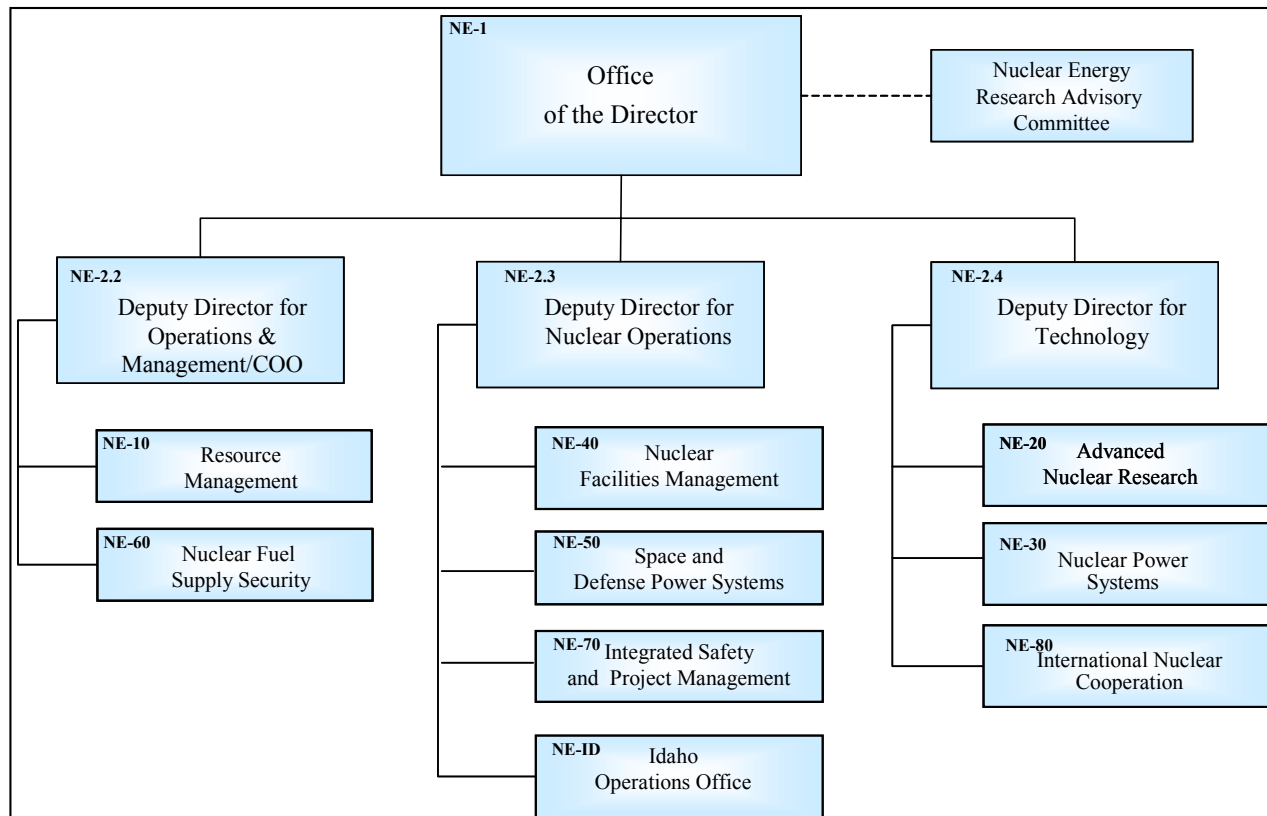 NE-1
Office
of the Director
Nuclear Energy
Research Advisory
Committee
NE-2.2
Deputy Director for
Operations &
Management/COO
NE-10
Resource
Management
NE-60
Nuclear Fuel
Supply Security
NE-2.3
Deputy Director for
Nuclear Operations
NE-40
Nuclear
Facilities Management
NE-50
Space and
Defense Power Systems
NE-70
Integrated Safety
and Project Management
NE-ID
Idaho
Operations Office
NE-2.4
Deputy Director for
Technology
NE-20
Advanced
Nuclear Research
NE-30
Nuclear Power
Systems
NE-80
International Nuclear
Cooperation